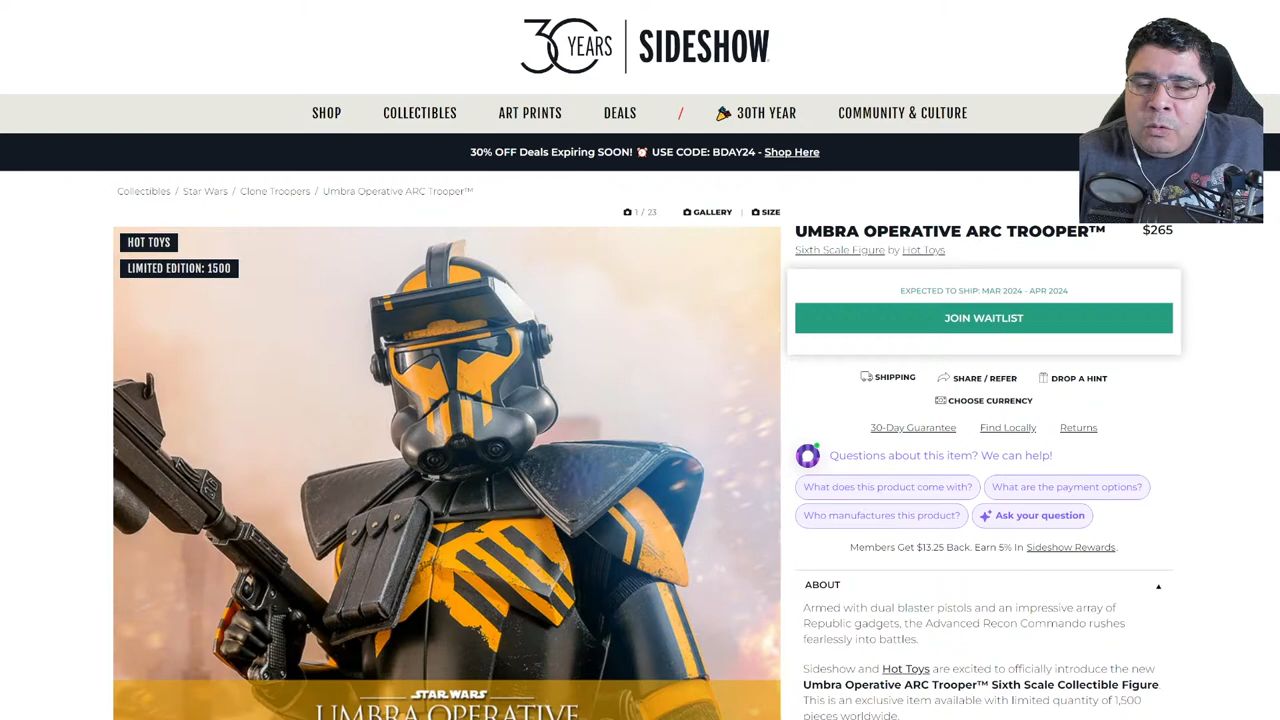 30 YEARS SIDESHOW
SHOP COLLECTIBLES ART PRINTS DEALS / 30TH YEAR COMMUNITY & CULTURE
30% OFF Deals Expiring SOON! ⏰ USE CODE: BDAY24 - Shop Here
Collectibles / Star Wars / Clone Troopers / Umbra Operative ARC Trooper™
1 / 23 GALLERY | SIZE
HOT TOYS
LIMITED EDITION: 1500
STAR WARS
UMBRA OPERATIVE
UMBRA OPERATIVE ARC TROOPER™ $265
Sixth Scale Figure by Hot Toys
EXPECTED TO SHIP: MAR 2024 - APR 2024
JOIN WAITLIST
SHIPPING SHARE / REFER DROP A HINT
CHOOSE CURRENCY
30-Day Guarantee Find Locally Returns
Questions about this item? We can help!
What does this product come with? What are the payment options?
Who manufactures this product? Ask your question
Members Get $13.25 Back. Earn 5% In Sideshow Rewards.
ABOUT
Armed with dual blaster pistols and an impressive array of
Republic gadgets, the Advanced Recon Commando rushes
fearlessly into battles.
Sideshow and Hot Toys are excited to officially introduce the new
Umbra Operative ARC Trooper™ Sixth Scale Collectible Figure.
This is an exclusive item available with limited quantity of 1,500
pieces worldwide.